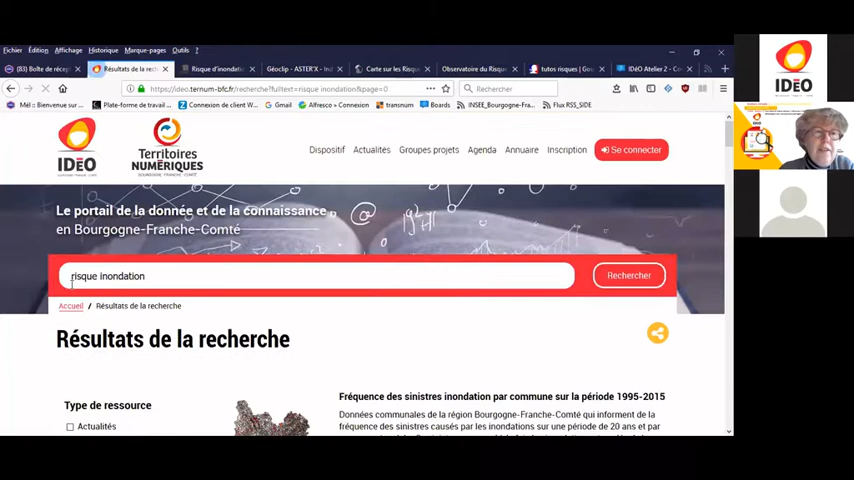 Fichier Édition Affichage Historique Marque-pages Outils ?
(83) Boîte de récep
Résultats de la rech
Risque d'inondati
Géoclip - ASTER'X - Ind
Carte sur les Risqu
Observatoire du Risqu
tutos risques | Gou
IDéO Atelier 2 - Co
https://ideo.ternum-bfc.fr/recherche?fulltext=risque inondation&page=0
Rechercher
Mél :: Bienvenue sur...
Plate-forme de travail ...
Connexion de client W...
Gmail
Alfresco » Connexion
transnum
Boards
INSEE_Bourgogne-Fra...
Flux RSS_SIDE
IDEO
Territoires
NUMÉRIQUES
BOURGOGNE-FRANCHE-COMTÉ
Dispositif Actualités Groupes projets Agenda Annuaire Inscription Se connecter
Le portail de la donnée et de la connaissance
en Bourgogne-Franche-Comté
risque inondation
Rechercher
Accueil / Résultats de la recherche
Résultats de la recherche
Type de ressource
Actualités
Fréquence des sinistres inondation par commune sur la période 1995-2015
Données communales de la région Bourgogne-Franche-Comté qui informent de la
fréquence des sinistres causés par les inondations sur une période de 20 ans et par
IDEO